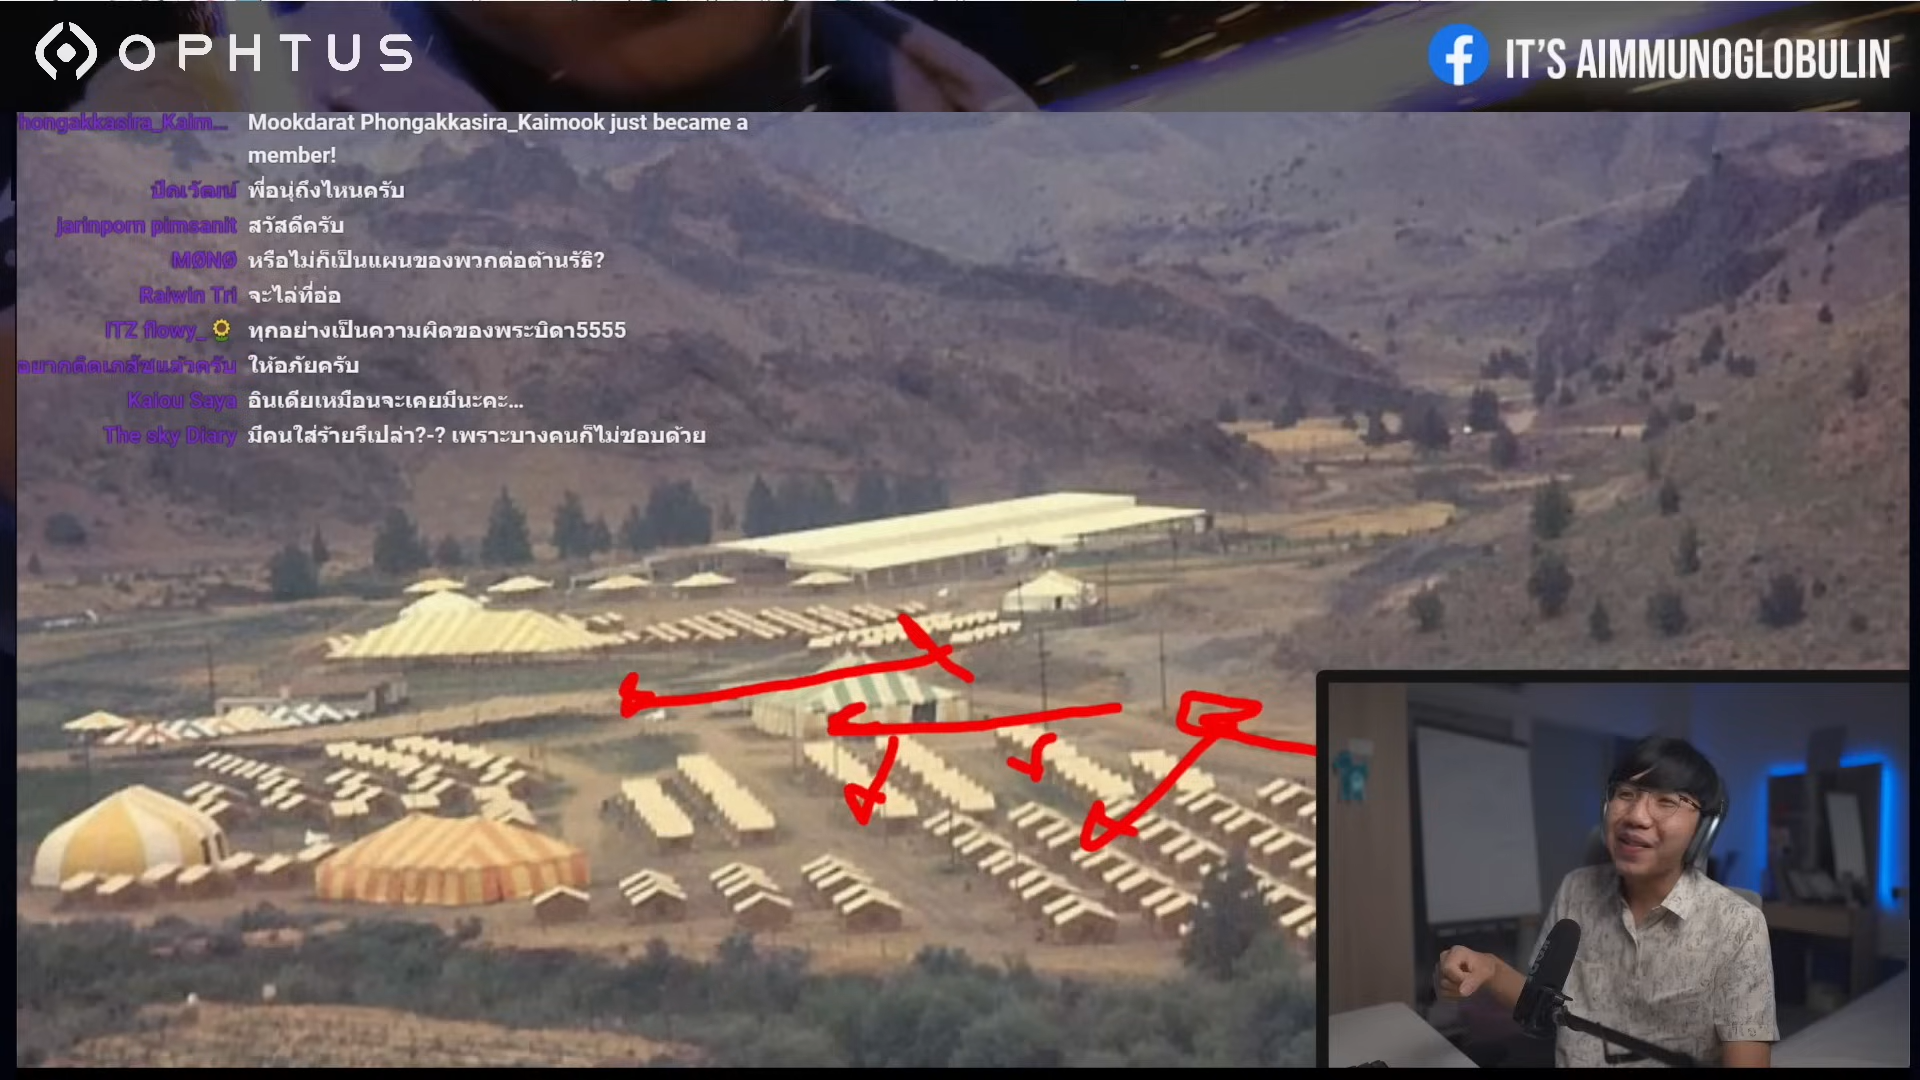 OPHTUS
IT'S AIMMUNOGLOBULIN
hongakkasira_Kaim... Mookdarat Phongakkasira_Kaimook just became a
member!
ปัณวัฒน์ พี่อนุ่ถึงไหนครับ
jarinporn pimsanit สวัสดีครับ
MØNØ หรือไม่ก็เป็นแผนของพวกต่อต้านรัธิ?
Raiwin Tri จะไล่ที่อ่อ
ITZ flowy_🌻 ทุกอย่างเป็นความผิดของพระบิดา5555
ให้อภัยครับ
Kaiou Saya อินเดียเหมือนจะเคยมีนะคะ...
The sky Diary มีคนใส่ร้ายรึเปล่า?-? เพราะบางคนก็ไม่ชอบด้วย